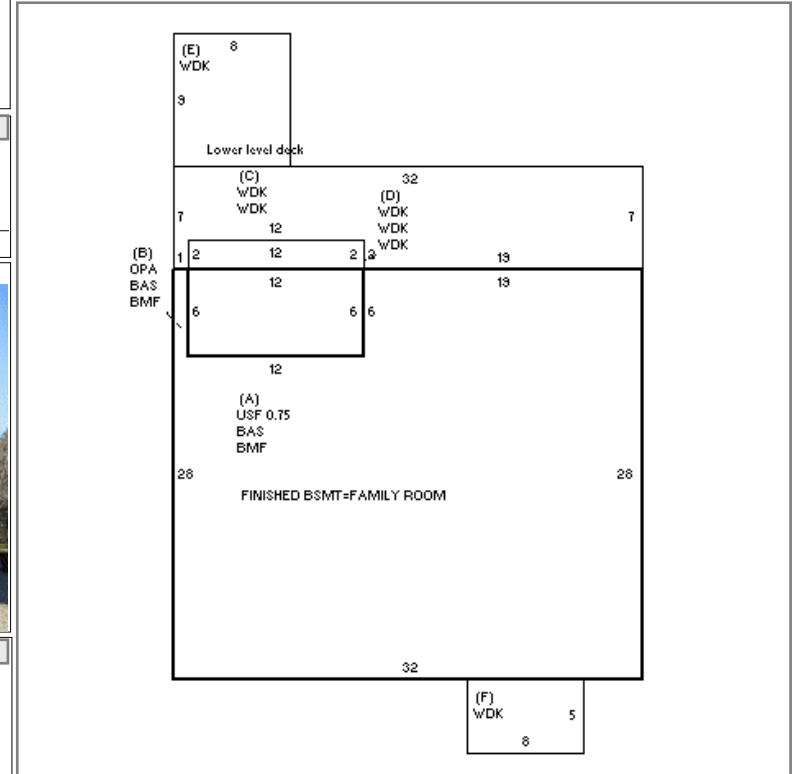 (E)
WDK
8
9
Lower level deck
(C)
WDK
WDK
32
(D)
WDK
WDK
WDK
7
7
12
(B)
OPA
BAS
BMF
1
2
12
2
19
12
19
6
6
6
12
(A)
USF 0.75
BAS
BMF
28
28
FINISHED BSMT=FAMILY ROOM
32
(F)
WDK
5
8